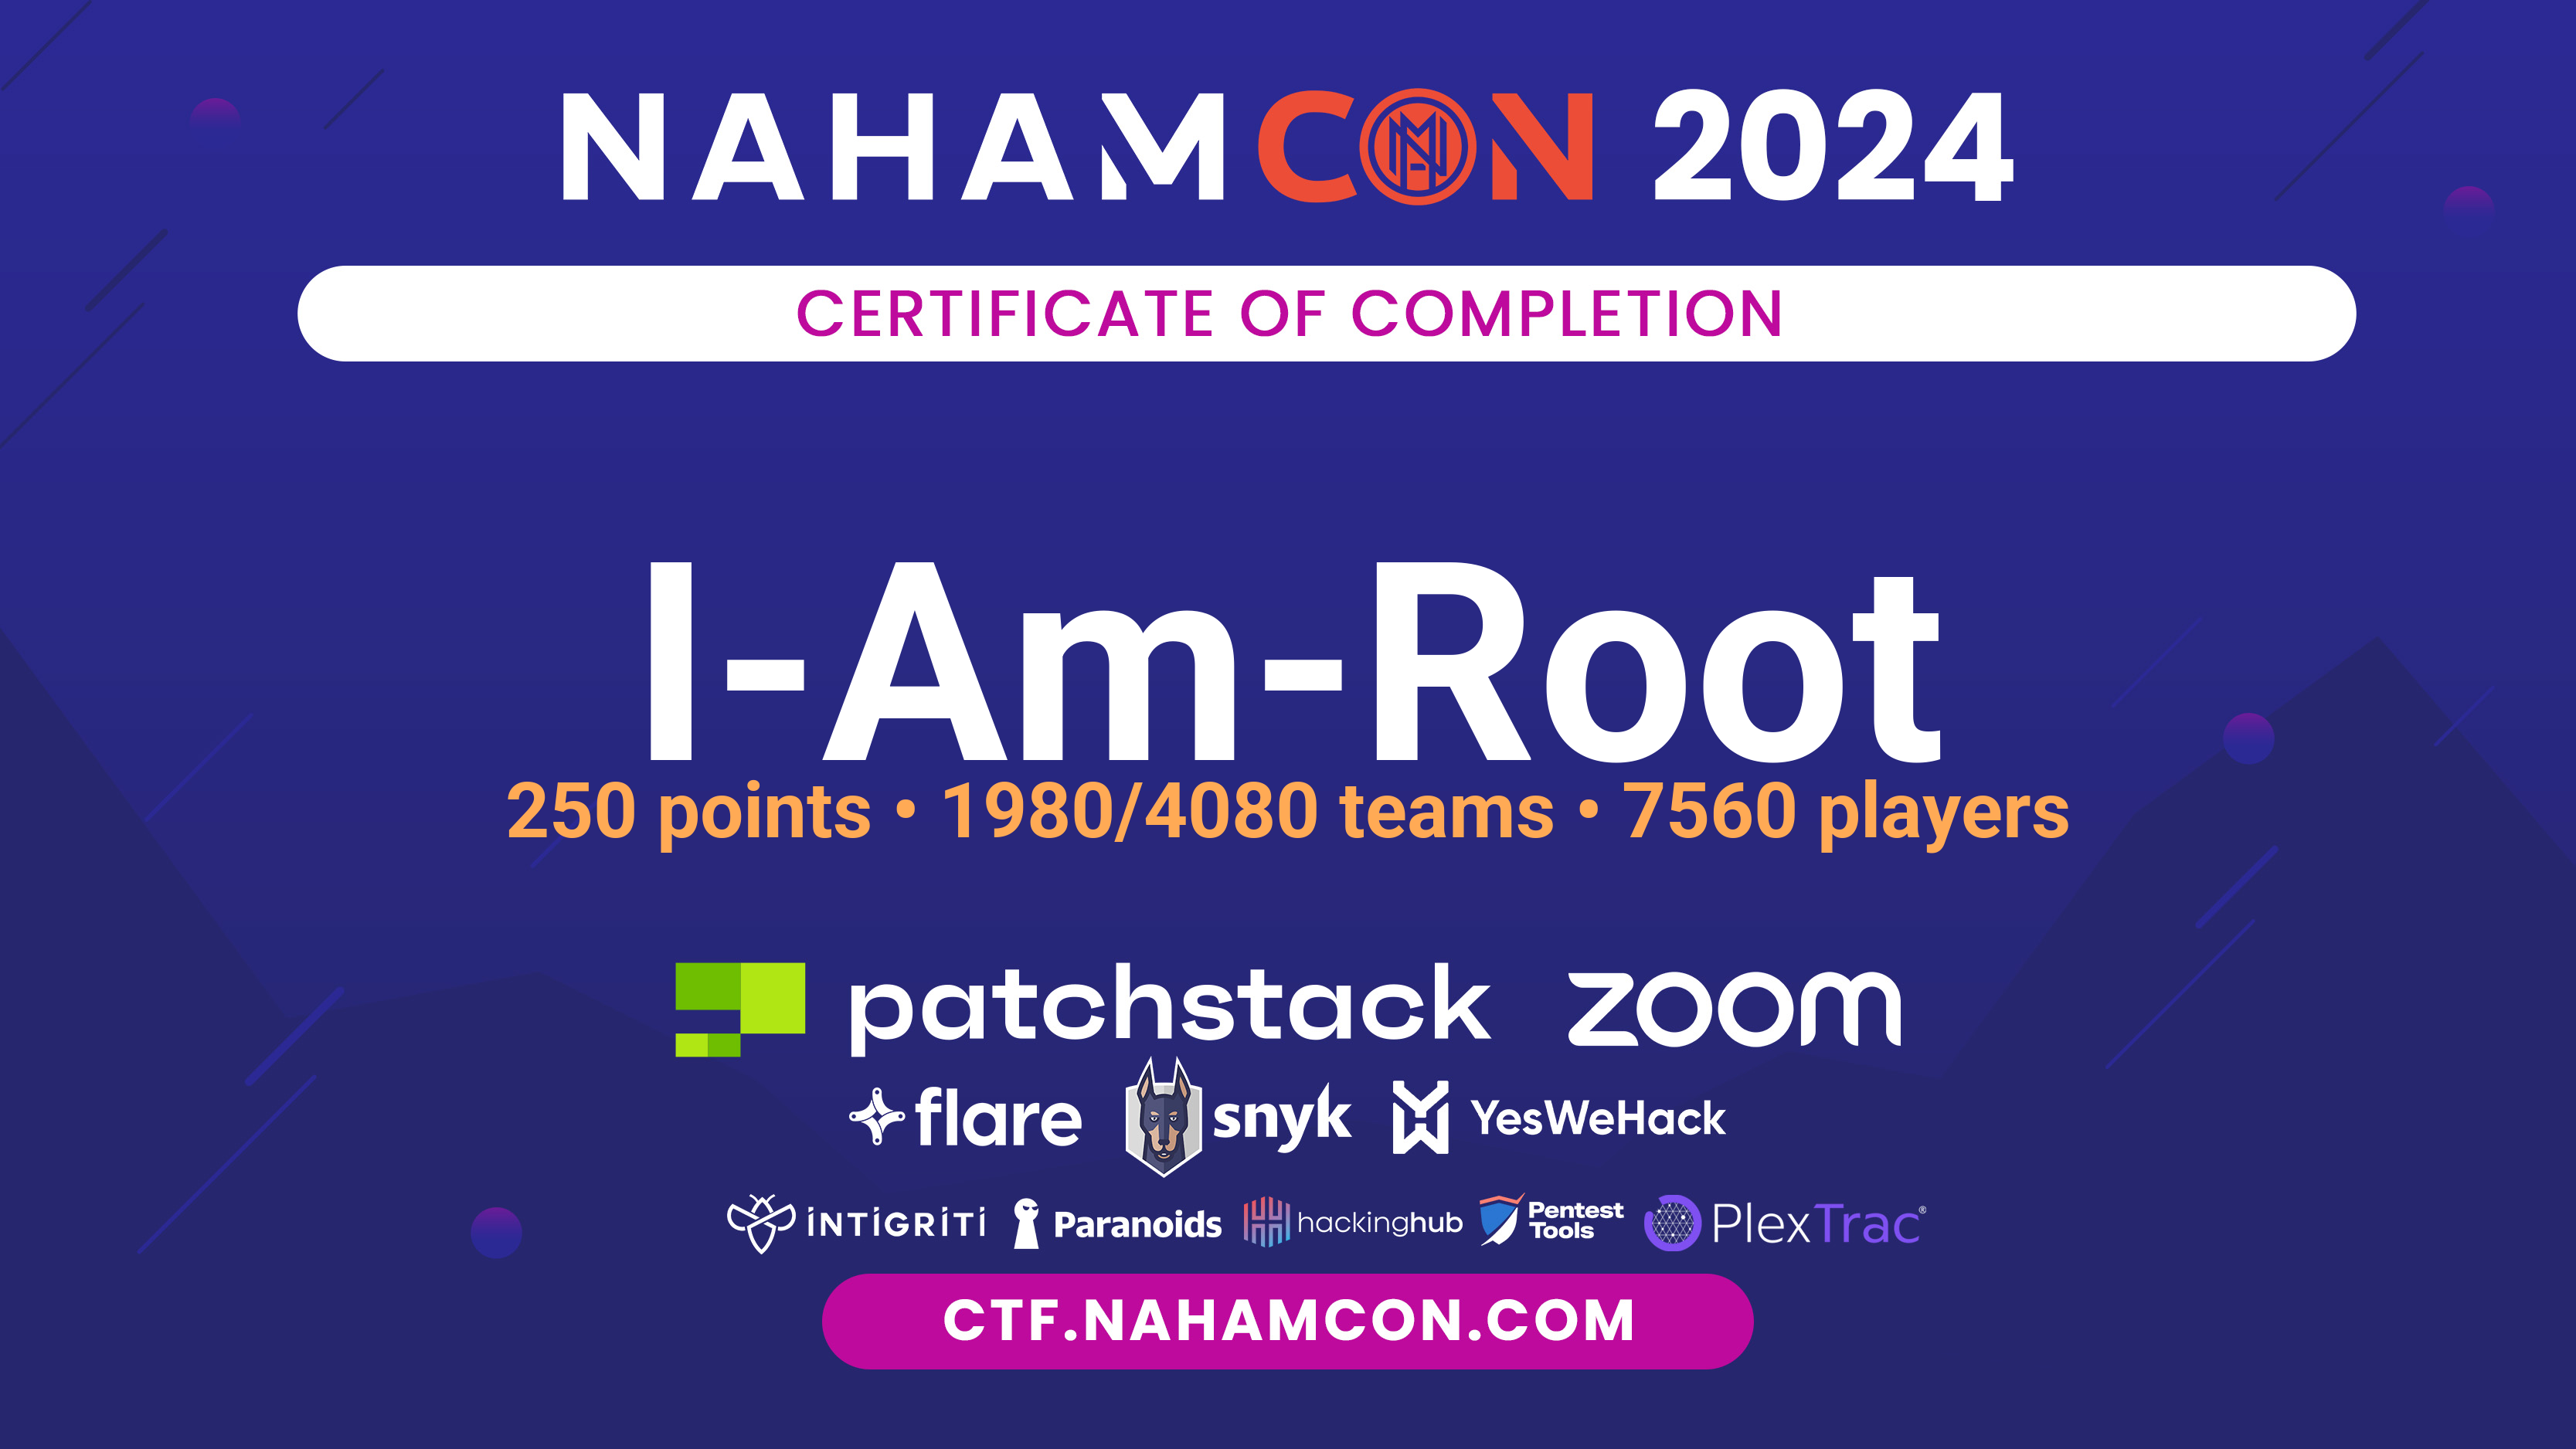 NAHAMCON 2024
CERTIFICATE OF COMPLETION
I-Am-Root
250 points • 1980/4080 teams • 7560 players
patchstack zoom
flare snyk YesWeHack
INTIGRITI Paranoids hackinghub Pentest Tools PlexTrac®
CTF.NAHAMCON.COM